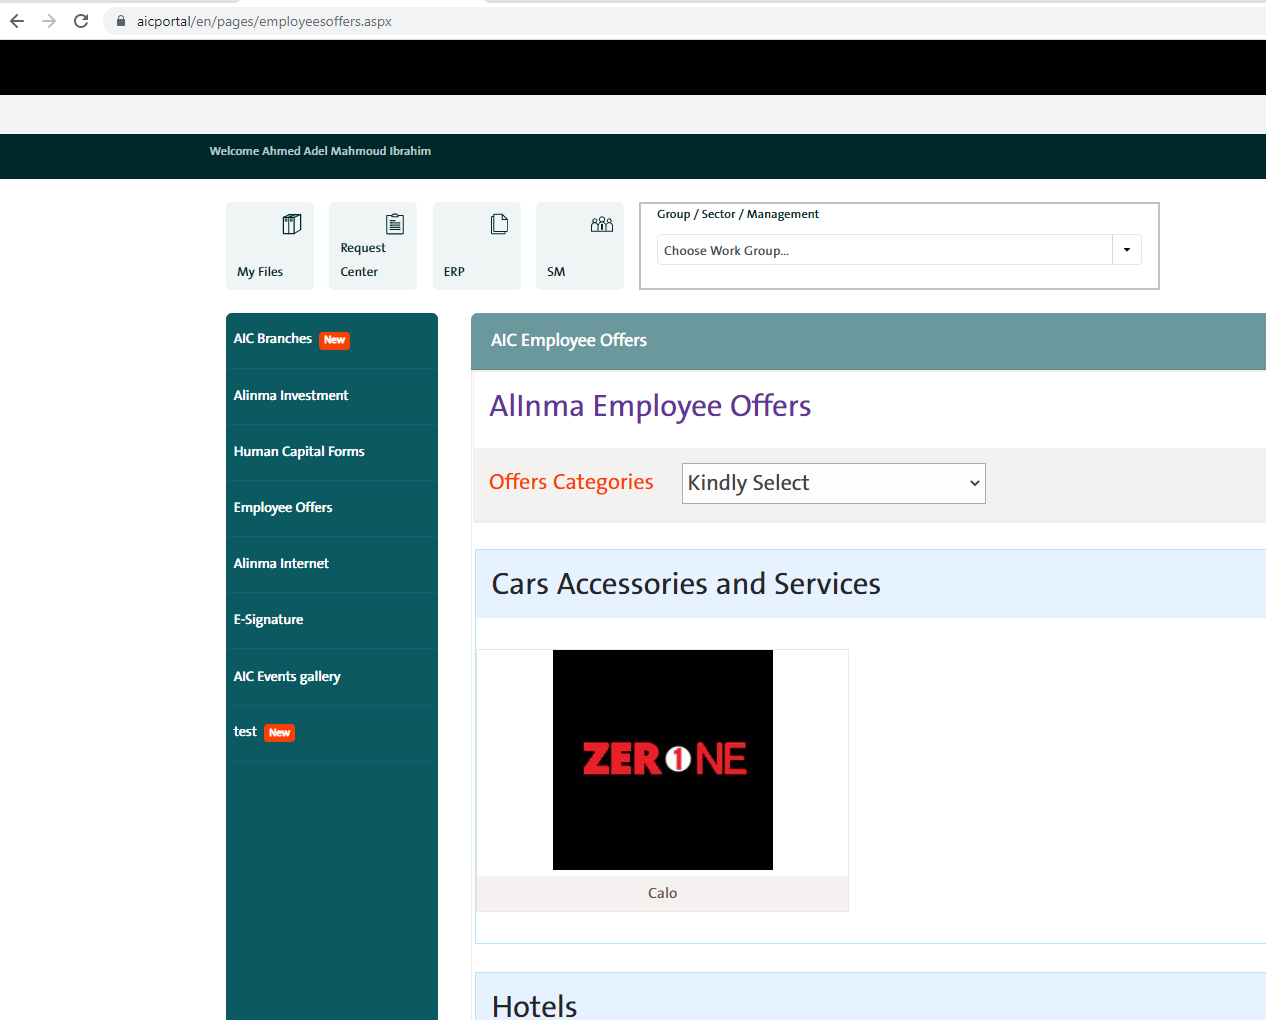 aicportal/en/pages/employeesoffers.aspx
Welcome Ahmed Adel Mahmoud Ibrahim
My Files
Request
Center
ERP
SM
Group / Sector / Management
Choose Work Group...
AIC Branches New
Alinma Investment
Human Capital Forms
Employee Offers
Alinma Internet
E-Signature
AIC Events gallery
test New
AIC Employee Offers
AlInma Employee Offers
Offers Categories Kindly Select
Cars Accessories and Services
ZER1NE
Calo
Hotels